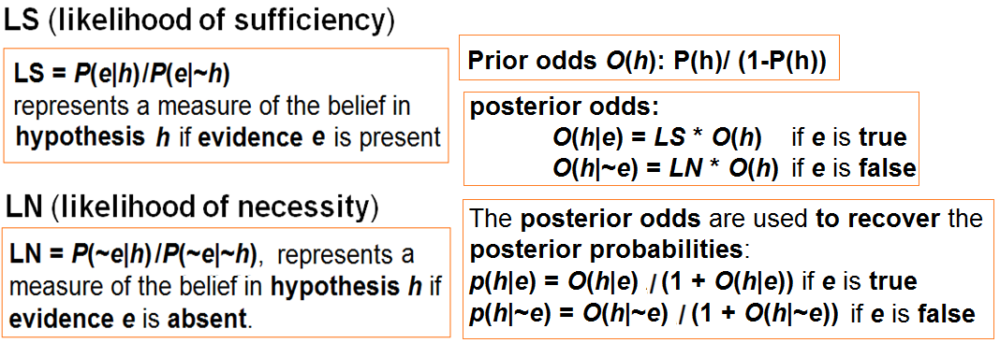 LS (likelihood of sufficiency)
LS = P(e|h)/P(e|~h)
represents a measure of the belief in
hypothesis h if evidence e is present
LN (likelihood of necessity)
LN = P(~e|h)/P(~e|~h), represents a
measure of the belief in hypothesis h if
evidence e is absent.
Prior odds O(h): P(h)/ (1-P(h))
posterior odds:
O(h|e) = LS * O(h) if e is true
O(h|~e) = LN * O(h) if e is false
The posterior odds are used to recover the
posterior probabilities:
p(h|e) = O(h|e) /(1 + O(h|e)) if e is true
p(h|~e) = O(h|~e) / (1 + O(h|~e)) if e is false